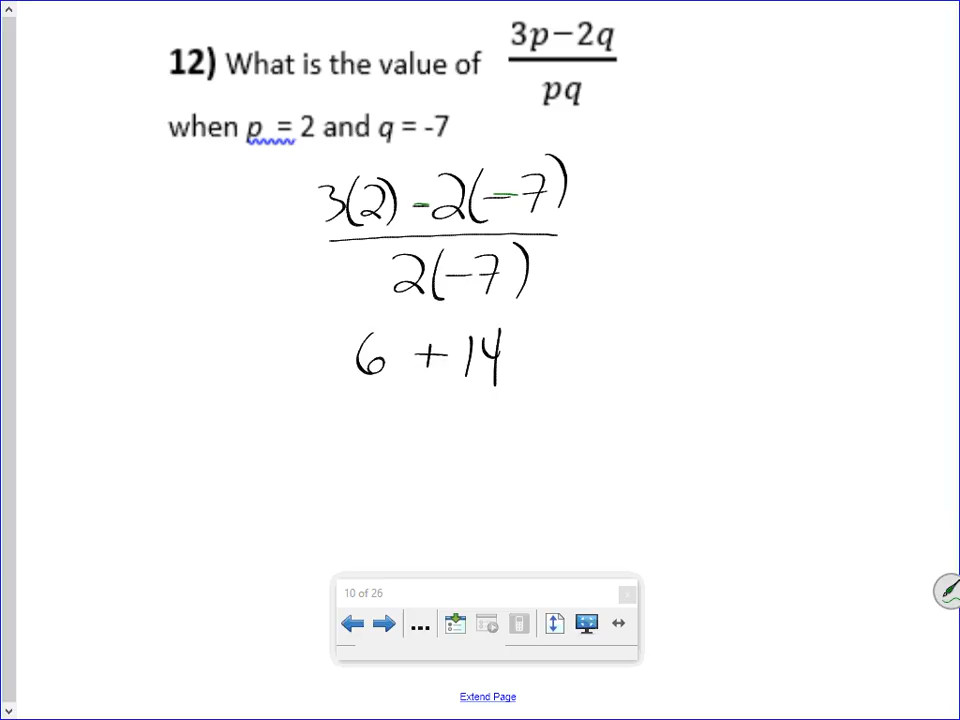 12) What is the value of 3p−2q / pq
when p = 2 and q = -7
3(2) - 2(-7)
2(-7)
6 + 14
10 of 26
Extend Page